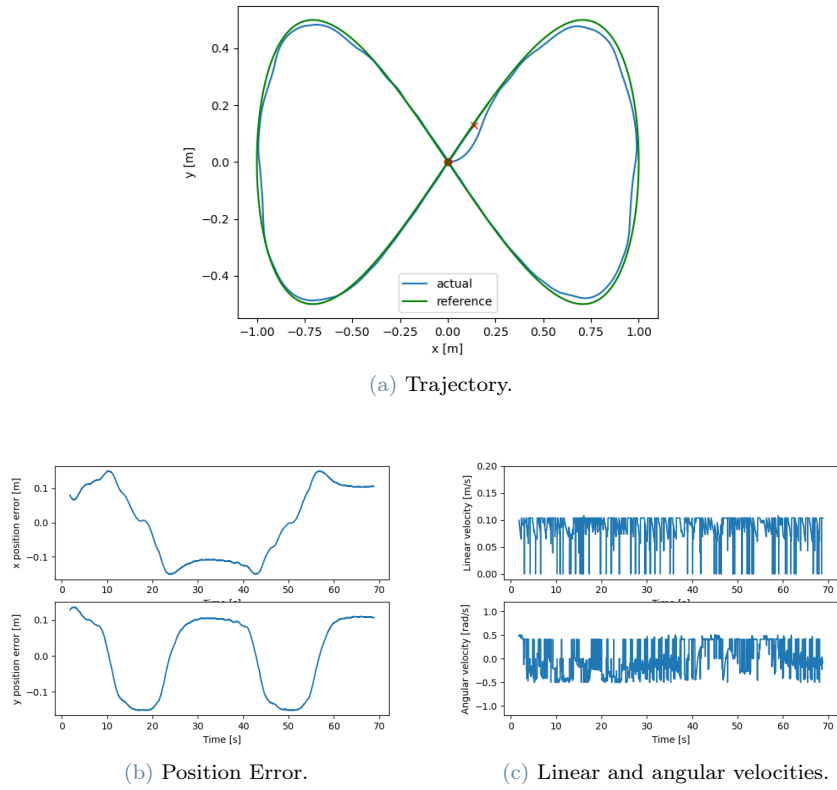 0.4
0.2
0.0
−0.2
−0.4
y [m]
actual
reference
−1.00 −0.75 −0.50 −0.25 0.00 0.25 0.50 0.75 1.00
x [m]
(a) Trajectory.
x position error [m]
0.1
0.0
−0.1
0 10 20 30 40 50 60 70
Time [s]
y position error [m]
0.1
0.0
−0.1
0 10 20 30 40 50 60 70
Time [s]
(b) Position Error.
Linear velocity [m/s]
0.20
0.15
0.10
0.05
0.00
0 10 20 30 40 50 60 70
Time [s]
Angular velocity [rad/s]
1.0
0.5
0.0
−0.5
−1.0
0 10 20 30 40 50 60 70
Time [s]
(c) Linear and angular velocities.